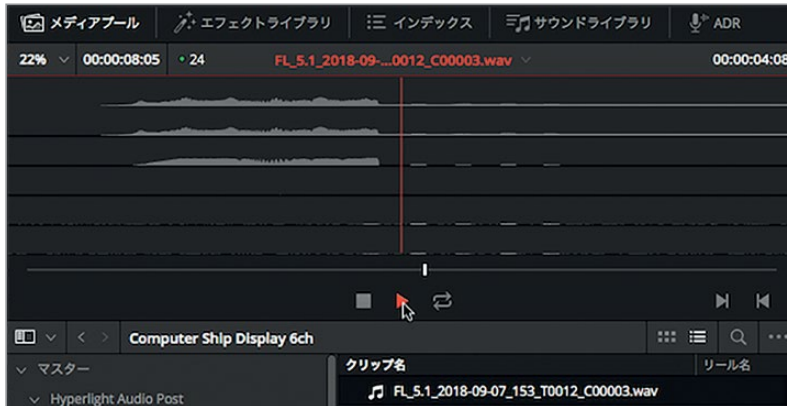 メディアプール エフェクトライブラリ インデックス サウンドライブラリ ADR
22% 00:00:08:05 • 24 FL_5.1_2018-09-...0012_C00003.wav 00:00:04:08
Computer Ship Display 6ch
マスター クリップ名 リール名
Hyperlight Audio Post FL_5.1_2018-09-07_153_T0012_C00003.wav